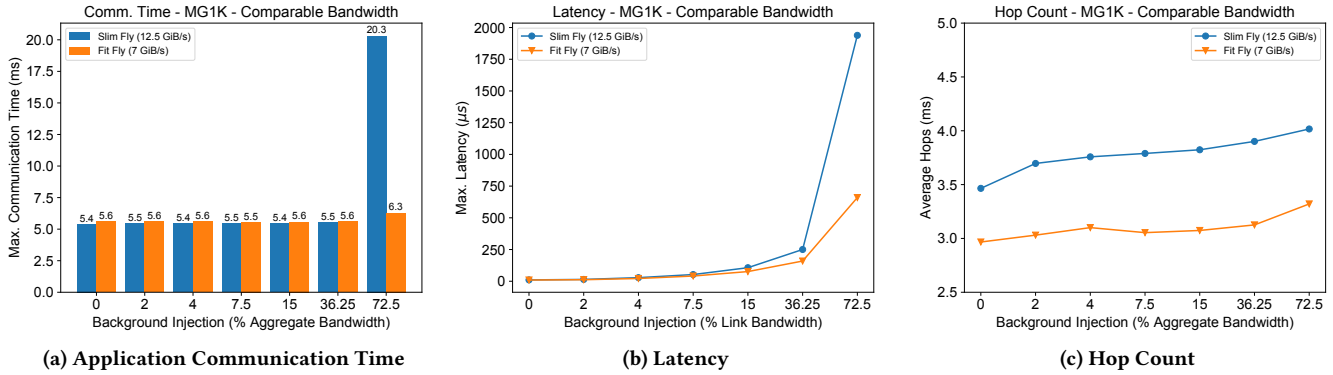 Comm. Time - MG1K - Comparable Bandwidth
Slim Fly (12.5 GiB/s)
Fit Fly (7 GiB/s)
Max. Communication Time (ms)
20.0
17.5
15.0
12.5
10.0
7.5
5.0
2.5
0.0
5.4 5.6 5.5 5.6 5.4 5.6 5.5 5.5 5.4 5.6 5.5 5.6 20.3 6.3
0 2 4 7.5 15 36.25 72.5
Background Injection (% Aggregate Bandwidth)
(a) Application Communication Time
Latency - MG1K - Comparable Bandwidth
Slim Fly (12.5 GiB/s)
Fit Fly (7 GiB/s)
Max. Latency (μs)
2000
1750
1500
1250
1000
750
500
250
0
0 2 4 7.5 15 36.25 72.5
Background Injection (% Link Bandwidth)
(b) Latency
Hop Count - MG1K - Comparable Bandwidth
Slim Fly (12.5 GiB/s)
Fit Fly (7 GiB/s)
Average Hops (ms)
5.0
4.5
4.0
3.5
3.0
2.5
0 2 4 7.5 15 36.25 72.5
Background Injection (% Aggregate Bandwidth)
(c) Hop Count